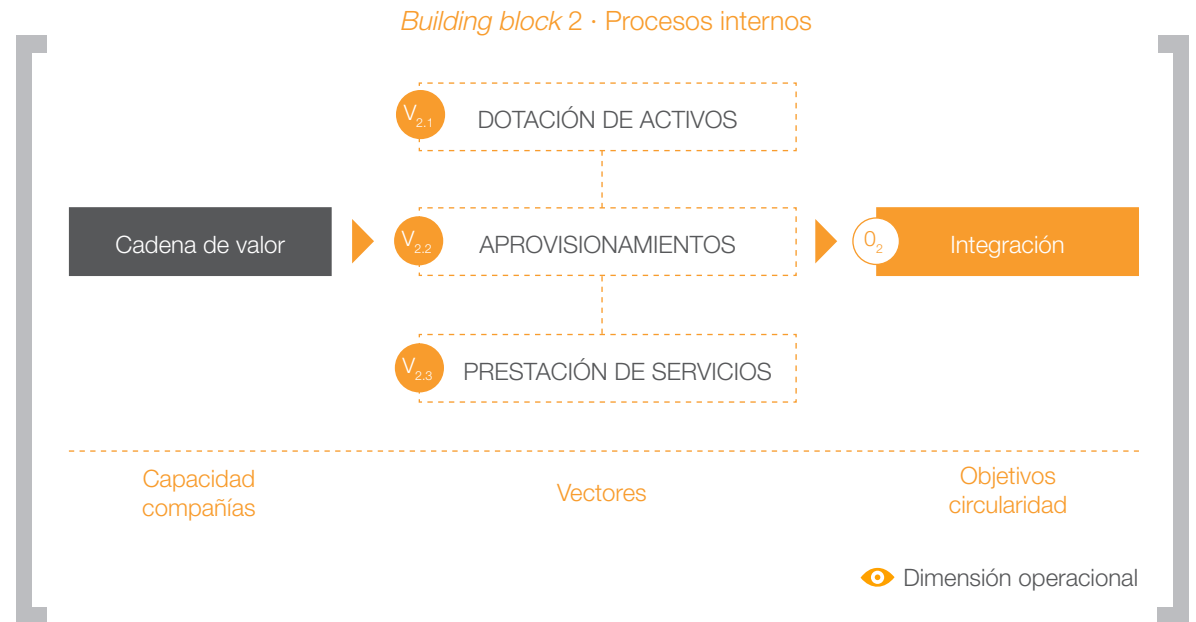 Building block 2 · Procesos internos
V2.1 DOTACIÓN DE ACTIVOS
Cadena de valor
V2.2 APROVISIONAMIENTOS
O2 Integración
V2.3 PRESTACIÓN DE SERVICIOS
Capacidad
compañías
Vectores
Objetivos
circularidad
Dimensión operacional